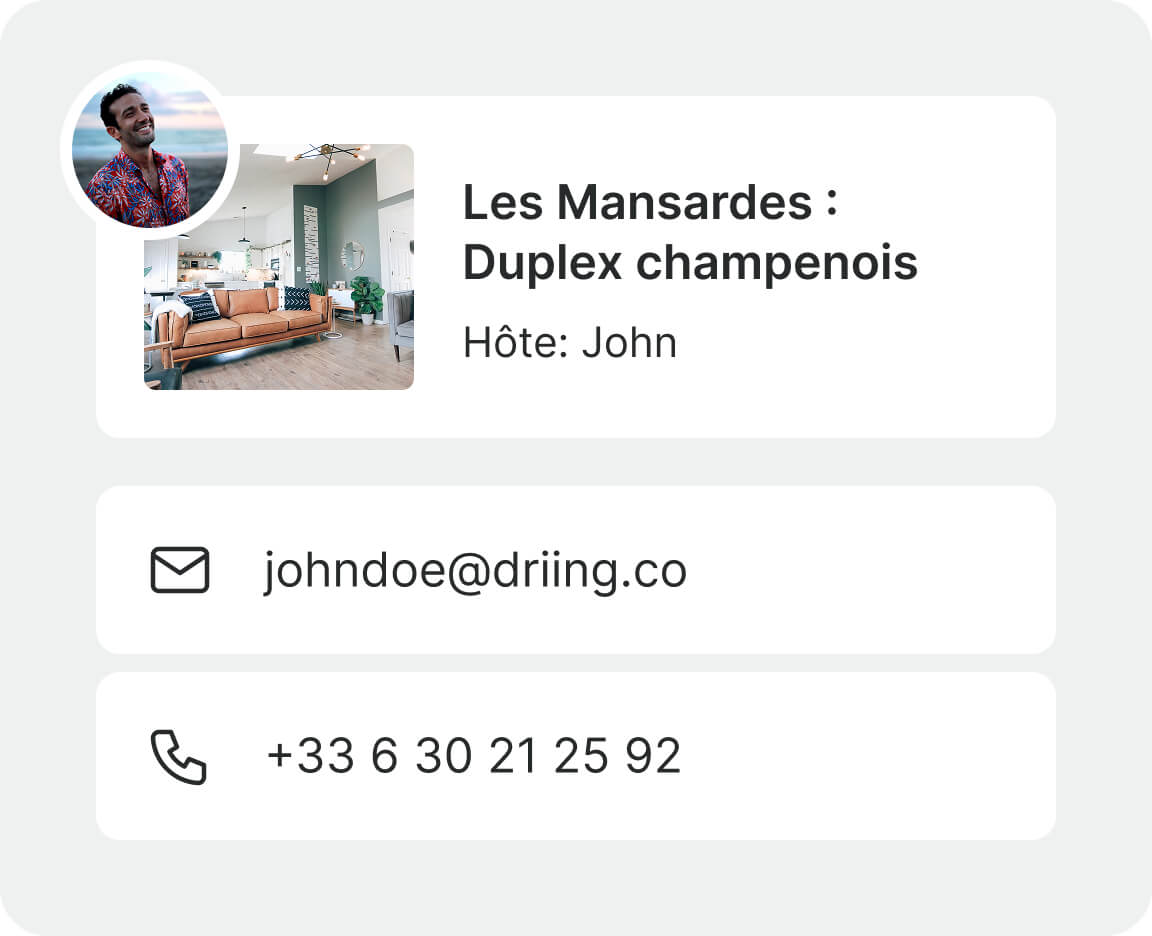 Les Mansardes :
Duplex champenois
Hôte: John
johndoe@driing.co
+33 6 30 21 25 92